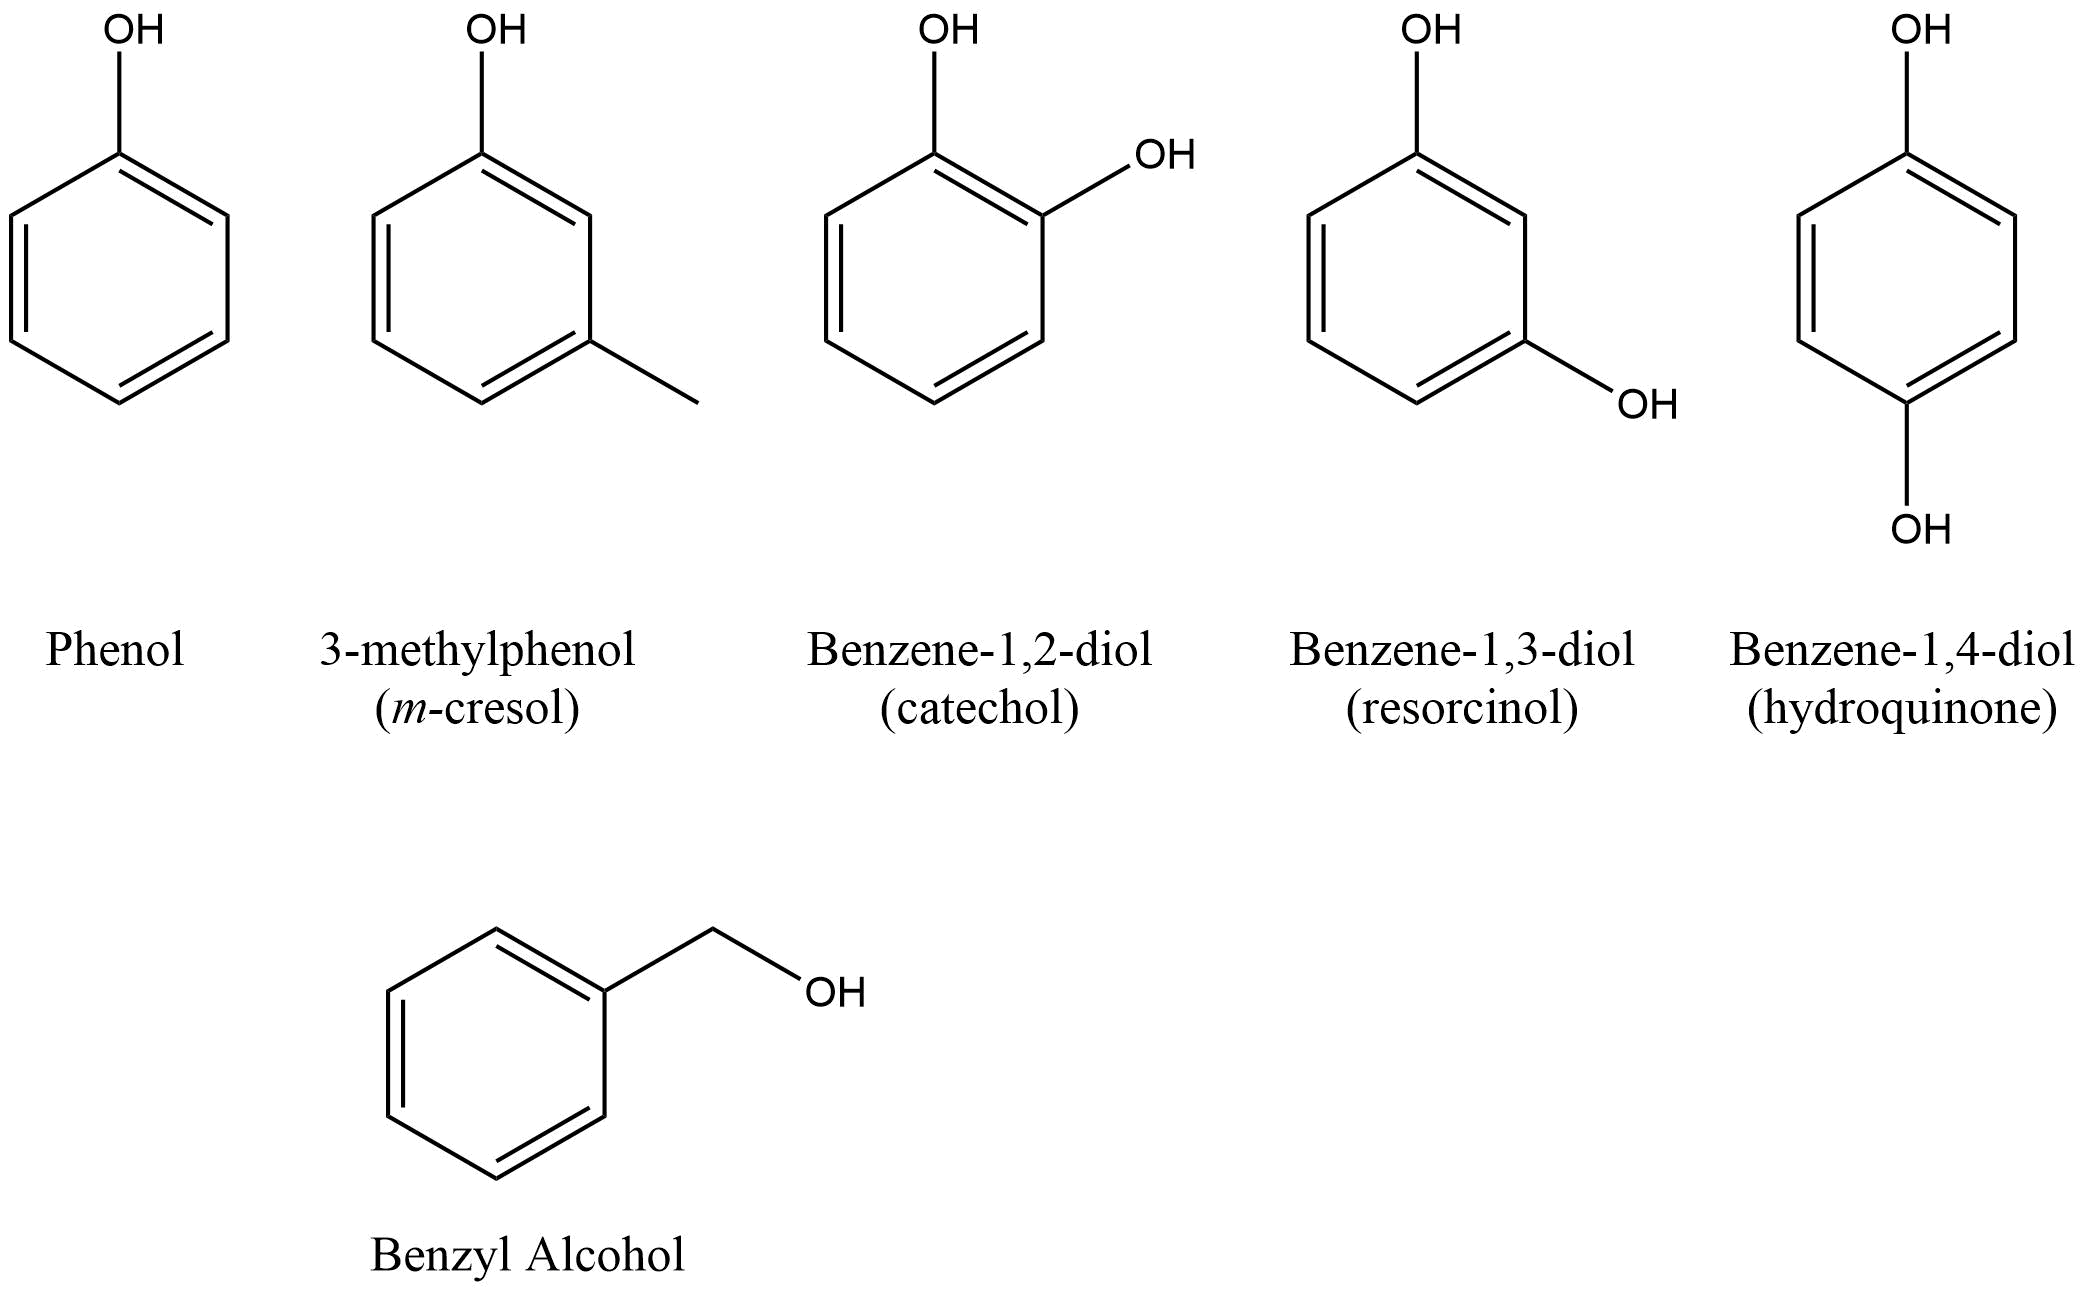 OH
OH
OH
OH
OH
OH
OH
OH
Phenol
3-methylphenol
(m-cresol)
Benzene-1,2-diol
(catechol)
Benzene-1,3-diol
(resorcinol)
Benzene-1,4-diol
(hydroquinone)
OH
Benzyl Alcohol